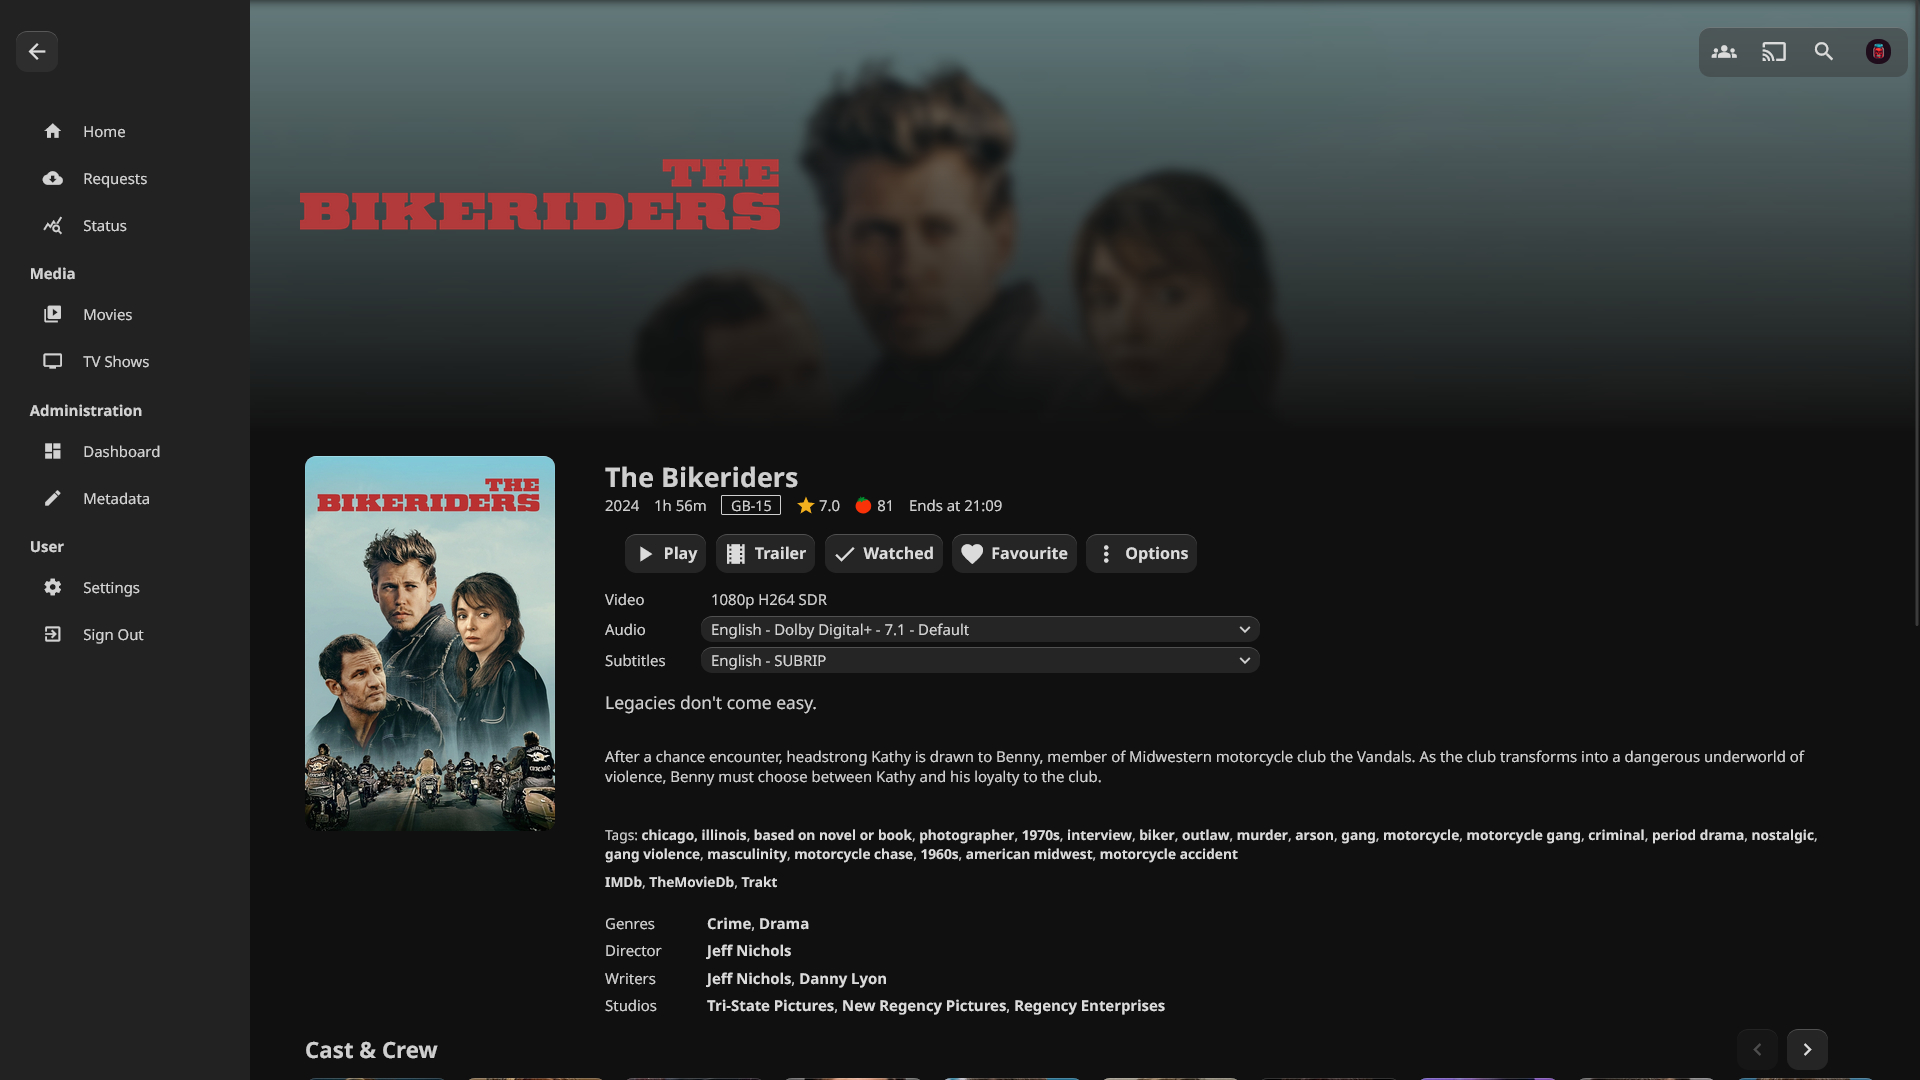 Home
Requests
Status
Media
Movies
TV Shows
Administration
Dashboard
Metadata
User
Settings
Sign Out
THE
BIKERIDERS
THE
BIKERIDERS
The Bikeriders
2024 1h 56m GB-15 7.0 81 Ends at 21:09
Play Trailer Watched Favourite Options
Video 1080p H264 SDR
Audio English - Dolby Digital+ - 7.1 - Default
Subtitles English - SUBRIP
Legacies don't come easy.
After a chance encounter, headstrong Kathy is drawn to Benny, member of Midwestern motorcycle club the Vandals. As the club transforms into a dangerous underworld of
violence, Benny must choose between Kathy and his loyalty to the club.
Tags: chicago, illinois, based on novel or book, photographer, 1970s, interview, biker, outlaw, murder, arson, gang, motorcycle, motorcycle gang, criminal, period drama, nostalgic,
gang violence, masculinity, motorcycle chase, 1960s, american midwest, motorcycle accident
IMDb, TheMovieDb, Trakt
Genres Crime, Drama
Director Jeff Nichols
Writers Jeff Nichols, Danny Lyon
Studios Tri-State Pictures, New Regency Pictures, Regency Enterprises
Cast & Crew